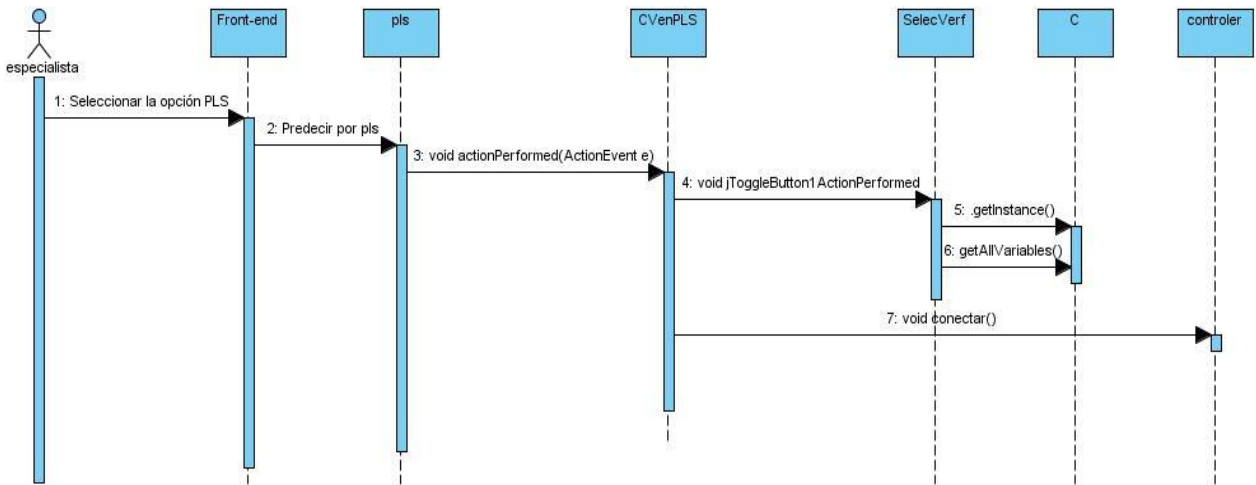 Front-end
pls
CVenPLS
SelecVerf
C
controler
especialista
1: Seleccionar la opción PLS
2: Predecir por pls
3: void actionPerformed(ActionEvent e)
4: void jToggleButton1ActionPerformed
5: .getInstance()
6: getAllVariables()
7: void conectar()